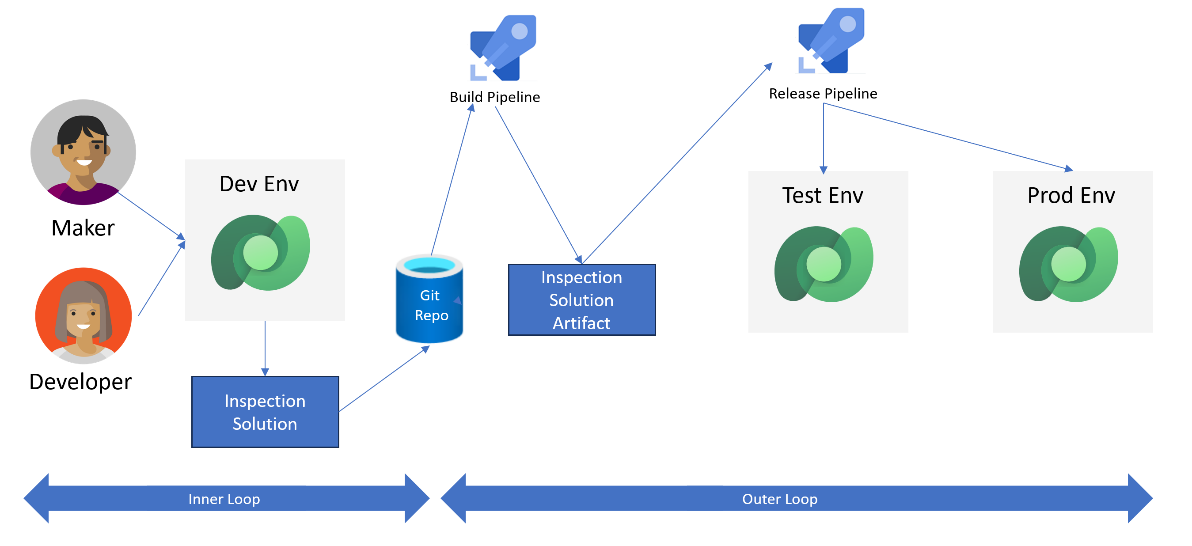 Build Pipeline
Release Pipeline
Maker
Developer
Dev Env
Inspection
Solution
Git
Repo
Inspection
Solution
Artifact
Test Env
Prod Env
Inner Loop
Outer Loop